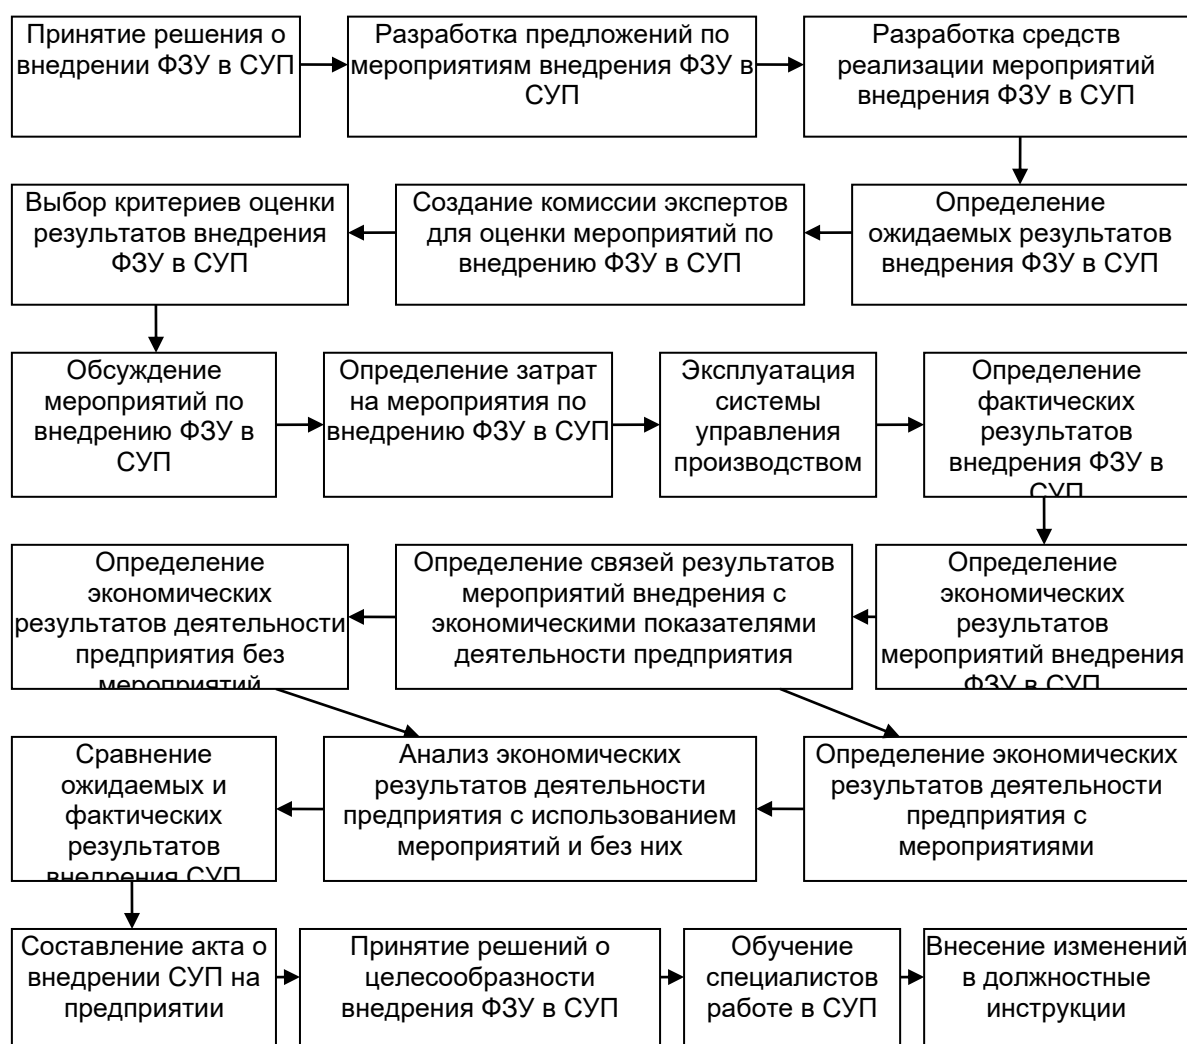 Принятие решения о
внедрении ФЗУ в СУП
Разработка предложений по
мероприятиям внедрения ФЗУ в
СУП
Разработка средств
реализации мероприятий
внедрения ФЗУ в СУП
Определение
ожидаемых результатов
внедрения ФЗУ в СУП
Создание комиссии экспертов
для оценки мероприятий по
внедрению ФЗУ в СУП
Выбор критериев оценки
результатов внедрения
ФЗУ в СУП
Обсуждение
мероприятий по
внедрению ФЗУ в
СУП
Определение затрат
на мероприятия по
внедрению ФЗУ в СУП
Эксплуатация
системы
управления
производством
Определение
фактических
результатов
внедрения ФЗУ в
СУП
Определение
экономических
результатов
мероприятий внедрения
ФЗУ в СУП
Определение связей результатов
мероприятий внедрения с
экономическими показателями
деятельности предприятия
Определение
экономических
результатов деятельности
предприятия без
мероприятий
Определение экономических
результатов деятельности
предприятия с
мероприятиями
Анализ экономических
результатов деятельности
предприятия с использованием
мероприятий и без них
Сравнение
ожидаемых и
фактических
результатов
внедрения СУП
Составление акта о
внедрении СУП на
предприятии
Принятие решений о
целесообразности
внедрения ФЗУ в СУП
Обучение
специалистов
работе в СУП
Внесение изменений
в должностные
инструкции